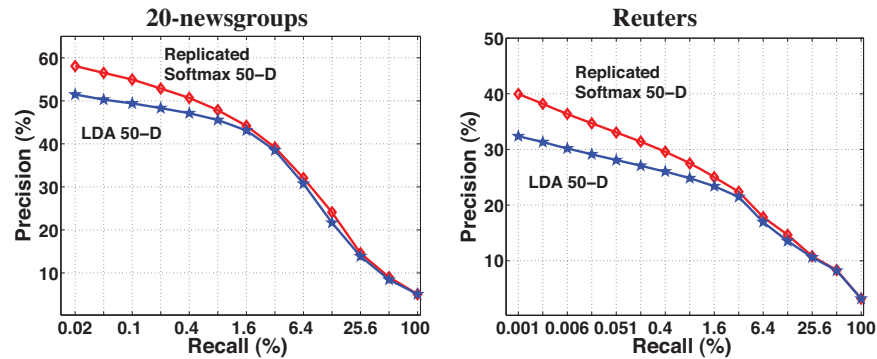 20-newsgroups
Precision (%)
60
50
40
30
20
10
Replicated
Softmax 50-D
LDA 50-D
0.02 0.1 0.4 1.6 6.4 25.6 100
Recall (%)
Reuters
Precision (%)
50
40
30
20
10
Replicated
Softmax 50-D
LDA 50-D
0.001 0.006 0.051 0.4 1.6 6.4 25.6 100
Recall (%)